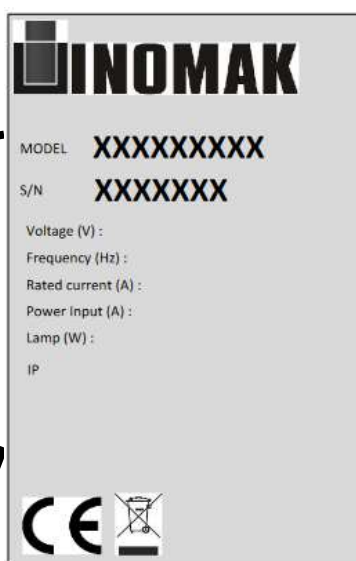 INOMAK
MODEL XXXXXXXXX
S/N XXXXXXX
Voltage (V) :
Frequency (Hz) :
Rated current (A) :
Power Input (A) :
Lamp (W) :
IP
CE